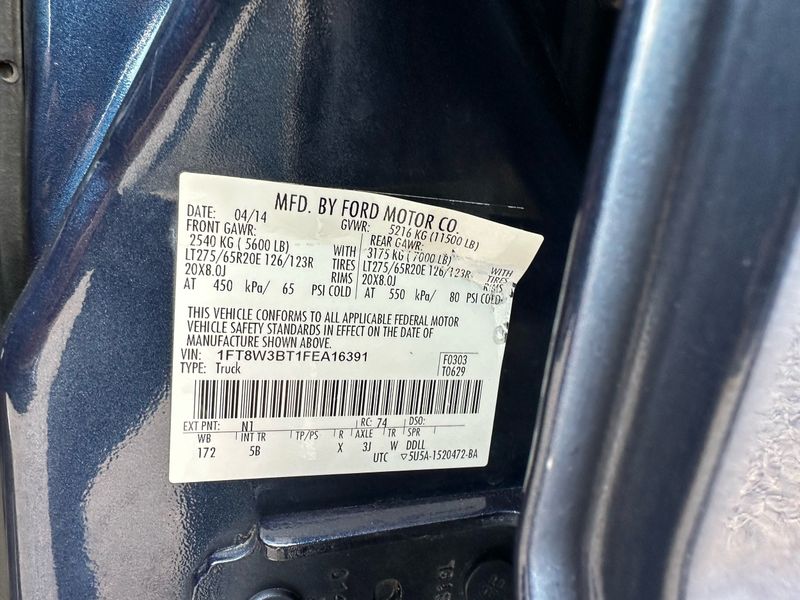 MFD. BY FORD MOTOR CO.
DATE: 04/14 GVWR: 5216 KG (11500 LB)
FRONT GAWR: REAR GAWR:
2540 KG ( 5600 LB) WITH 3175 KG ( 7000 LB) WITH
LT275/65R20E 126/123R TIRES LT275/65R20E 126/123R TIRES
20X8.0J RIMS 20X8.0J RIMS
AT 450 kPa/ 65 PSI COLD AT 550 kPa/ 80 PSI COLD
THIS VEHICLE CONFORMS TO ALL APPLICABLE FEDERAL MOTOR
VEHICLE SAFETY STANDARDS IN EFFECT ON THE DATE OF
MANUFACTURE SHOWN ABOVE.
VIN: 1FT8W3BT1FEA16391 F0303
TYPE: Truck T0629
EXT PNT: N1 RC: 74 DSO:
WB INT TR TP/PS R AXLE TR SPR
172 5B X 3J W DDLL
UTC ▽5U5A-1520472-BA